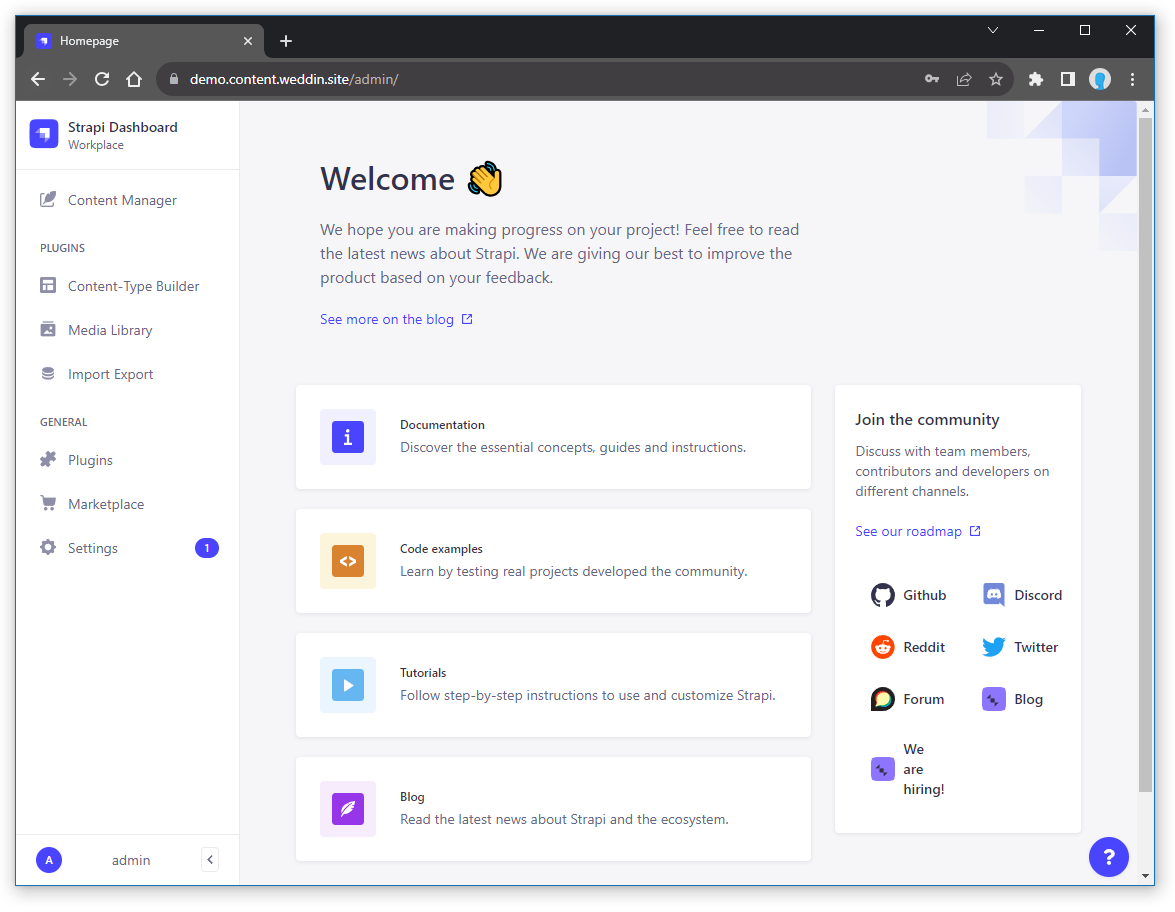 Homepage
demo.content.weddin.site/admin/
Strapi Dashboard
Workplace
Content Manager
PLUGINS
Content-Type Builder
Media Library
Import Export
GENERAL
Plugins
Marketplace
Settings
1
A
admin
Welcome
We hope you are making progress on your project! Feel free to read
the latest news about Strapi. We are giving our best to improve the
product based on your feedback.
See more on the blog
i
Documentation
Discover the essential concepts, guides and instructions.
<>
Code examples
Learn by testing real projects developed the community.
Tutorials
Follow step-by-step instructions to use and customize Strapi.
Blog
Read the latest news about Strapi and the ecosystem.
Join the community
Discuss with team members,
contributors and developers on
different channels.
See our roadmap
Github
Discord
Reddit
Twitter
Forum
Blog
We
are
hiring!
?